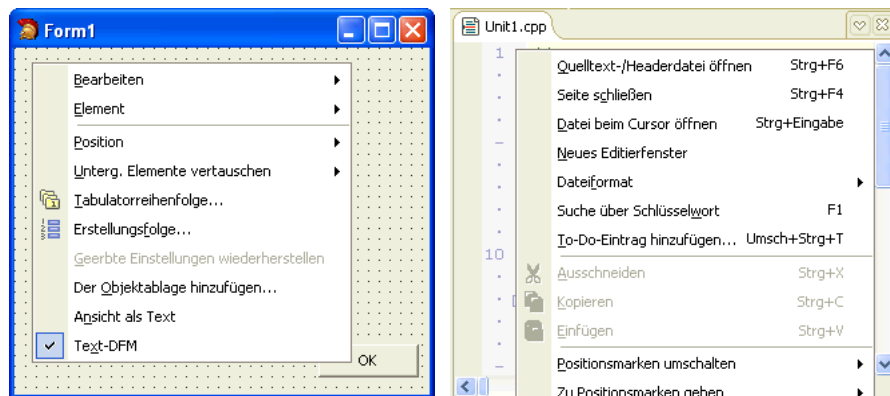 Form1
Bearbeiten
Element
Position
Unterg. Elemente vertauschen
Tabulatorreihenfolge...
Erstellungsfolge...
Geerbte Einstellungen wiederherstellen
Der Objektablage hinzufügen...
Ansicht als Text
Text-DFM
OK
Unit1.cpp
1
Quelltext-/Headerdatei öffnen Strg+F6
Seite schließen Strg+F4
Datei beim Cursor öffnen Strg+Eingabe
Neues Editierfenster
Dateiformat
Suche über Schlüsselwort F1
To-Do-Eintrag hinzufügen... Umsch+Strg+T
10
Ausschneiden Strg+X
Kopieren Strg+C
Einfügen Strg+V
Positionsmarken umschalten
Zu Positionsmarken gehen